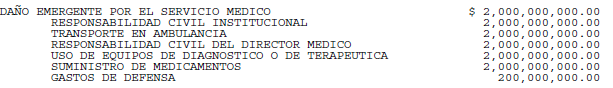 DAÑO EMERGENTE POR EL SERVICIO MEDICO $ 2,000,000,000.00
RESPONSABILIDAD CIVIL INSTITUCIONAL 2,000,000,000.00
TRANSPORTE EN AMBULANCIA 2,000,000,000.00
RESPONSABILIDAD CIVIL DEL DIRECTOR MEDICO 2,000,000,000.00
USO DE EQUIPOS DE DIAGNOSTICO O DE TERAPEUTICA 2,000,000,000.00
SUMINISTRO DE MEDICAMENTOS 2,000,000,000.00
GASTOS DE DEFENSA 200,000,000.00